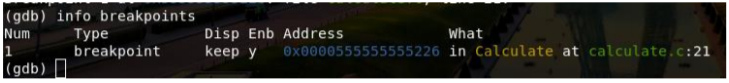 (gdb) info breakpoints
Num     Type           Disp Enb Address            What
1       breakpoint     keep y   0x0000555555555226 in Calculate at calculate.c:21
(gdb)